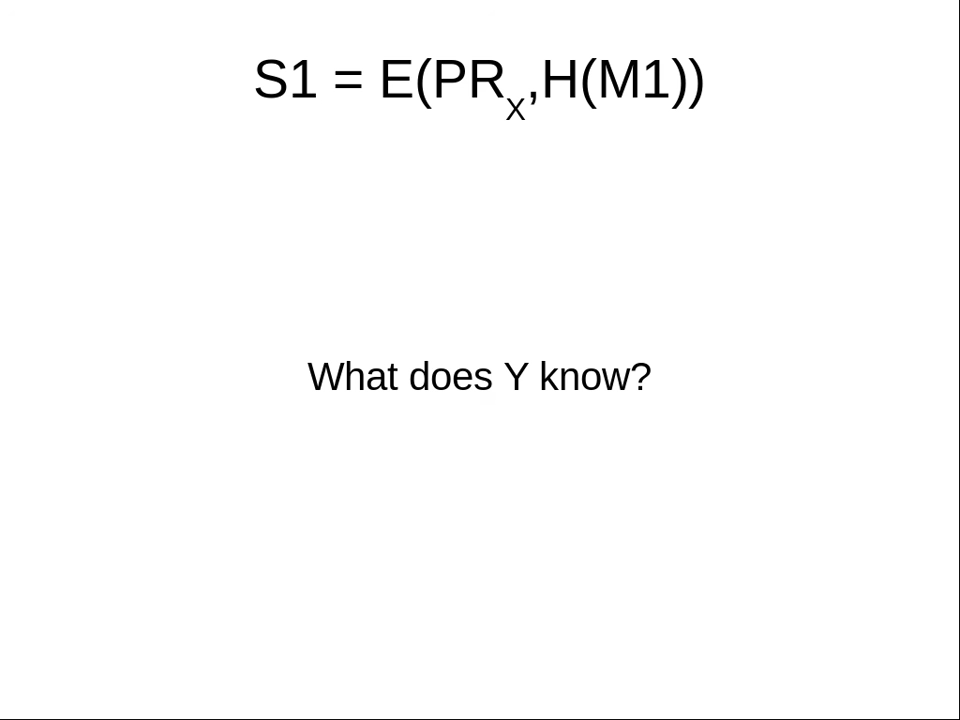 S1 = E(PRX,H(M1))
What does Y know?